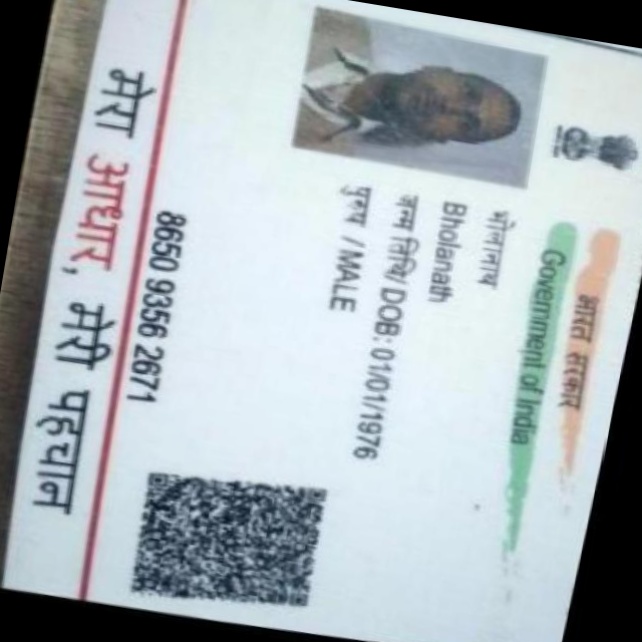 भारत सरकार
Government of India
भोलानाथ
Bholanath
जन्म तिथि/ DOB: 01/01/1976
पुरुष / MALE
8650 9356 2671
मेरा आधार, मेरी पहचान